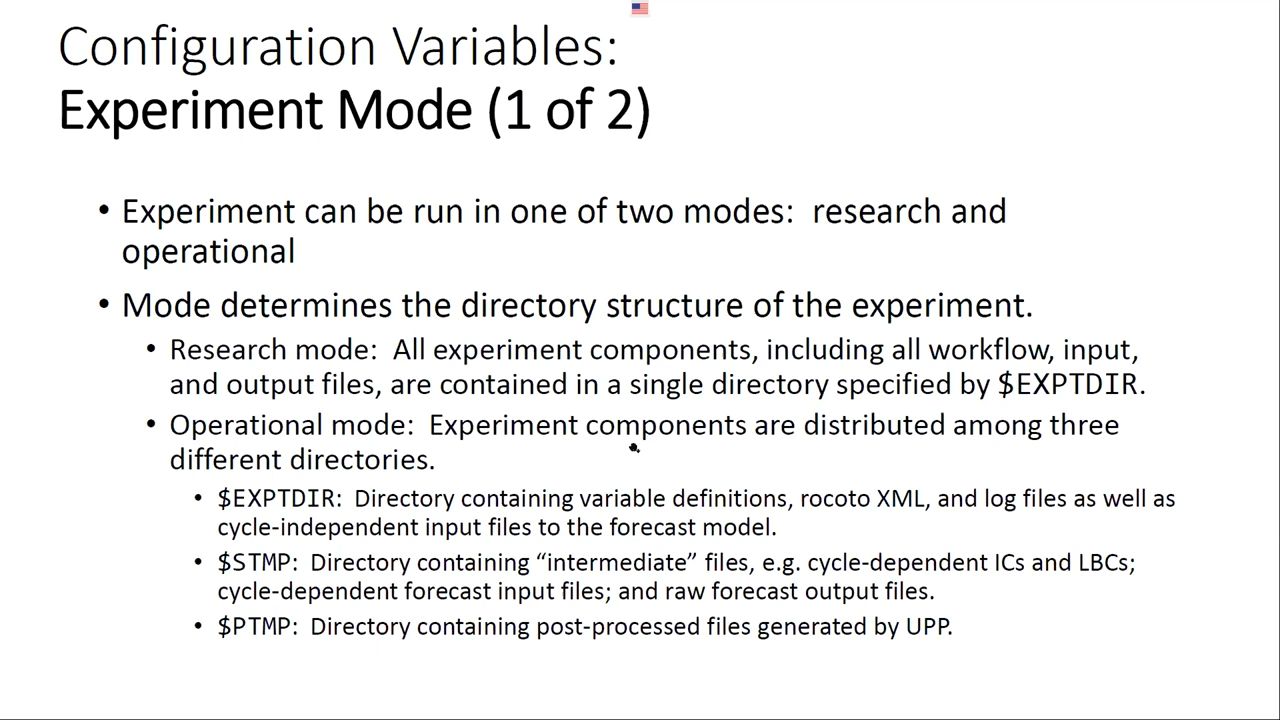 Configuration Variables:
Experiment Mode (1 of 2)
• Experiment can be run in one of two modes:  research and
operational
• Mode determines the directory structure of the experiment.
• Research mode:  All experiment components, including all workflow, input,
and output files, are contained in a single directory specified by $EXPTDIR.
• Operational mode:  Experiment components are distributed among three
different directories.
• $EXPTDIR:  Directory containing variable definitions, rocoto XML, and log files as well as
cycle-independent input files to the forecast model.
• $STMP:  Directory containing “intermediate” files, e.g. cycle-dependent ICs and LBCs;
cycle-dependent forecast input files; and raw forecast output files.
• $PTMP:  Directory containing post-processed files generated by UPP.